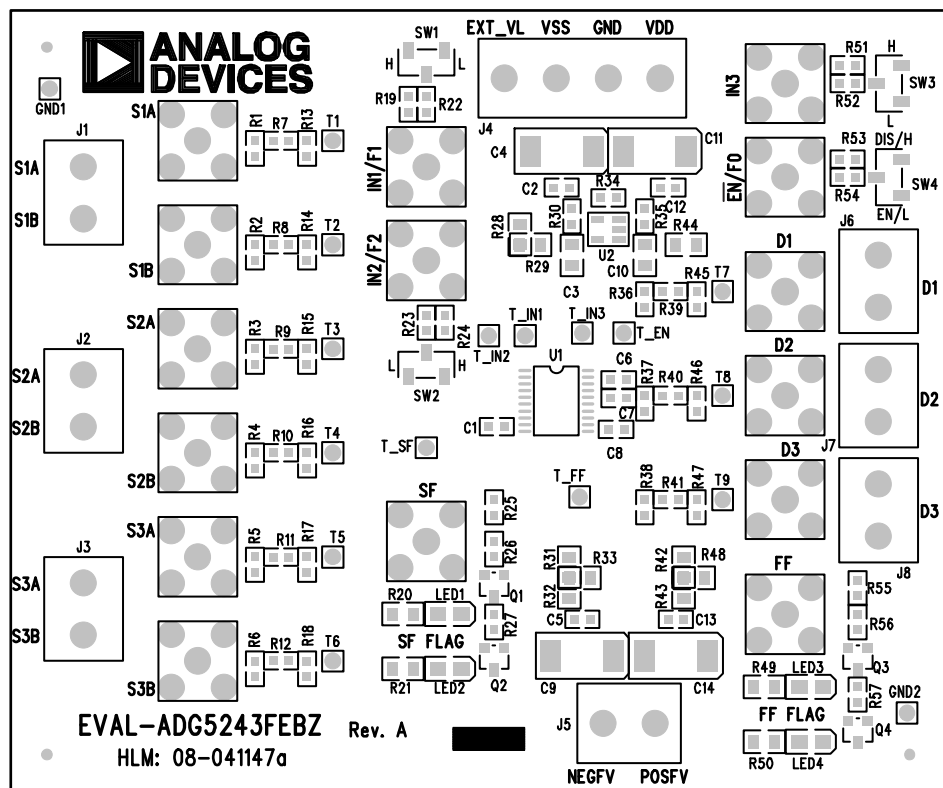 EXT_VL VSS GND VDD
ANALOG
DEVICES
SW1
H L
R19 R22
J4
C4 C11
GND1
J1
S1A
S1B
S1A
R1 R7 R13 T1
S1B
R2 R8 R14 T2
J2
S2A
S2B
S2A
R3 R9 R15 T3
S2B
R4 R10 R16 T4
J3
S3A
S3B
S3A
R5 R11 R17 T5
S3B
R6 R12 R18 T6
IN1/F1
IN2/F2
R23 R24
L H
SW2
T_IN2 T_IN1 T_IN3 T_EN
C2 R34 C12
R28 R30 R35 R44
R29 U2
C3 C10
R36 R39 R45 T7
U1
C6
C7
C1 C8
R37 R40 R46 T8
T_SF
T_FF
R38 R41 R47 T9
SF
R25
R26
Q1
R20 LED1
R27
SF FLAG
R21 LED2 Q2
R31 R33 R42 R48
R32 R43
C5 C13
C9 C14
J5
NEGFV POSFV
IN3
R51
R52
H
SW3
L
EN/F0
R53
R54
DIS/H
SW4
EN/L
J6
D1
D1
D2
D2
J7
D3
D3
J8
FF
R55
R56
R49 LED3 Q3
R57 GND2
FF FLAG
R50 LED4 Q4
EVAL-ADG5243FEBZ Rev. A
HLM: 08-041147a